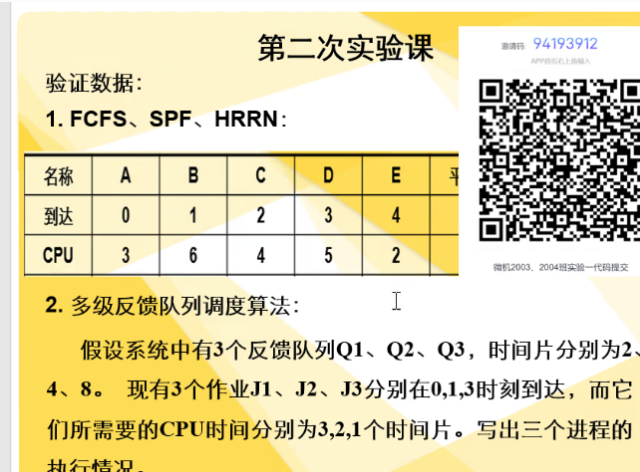 第二次实验课
邀请码: 94193912
APP首页右上角输入
验证数据：
1. FCFS、SPF、HRRN：
名称 A B C D E
到达 0 1 2 3 4
CPU 3 6 4 5 2
微机2003、2004班实验一代码提交
2. 多级反馈队列调度算法：
假设系统中有3个反馈队列Q1、Q2、Q3，时间片分别为2、
4、8。 现有3个作业J1、J2、J3分别在0,1,3时刻到达，而它
们所需要的CPU时间分别为3,2,1个时间片。写出三个进程的
执行情况。